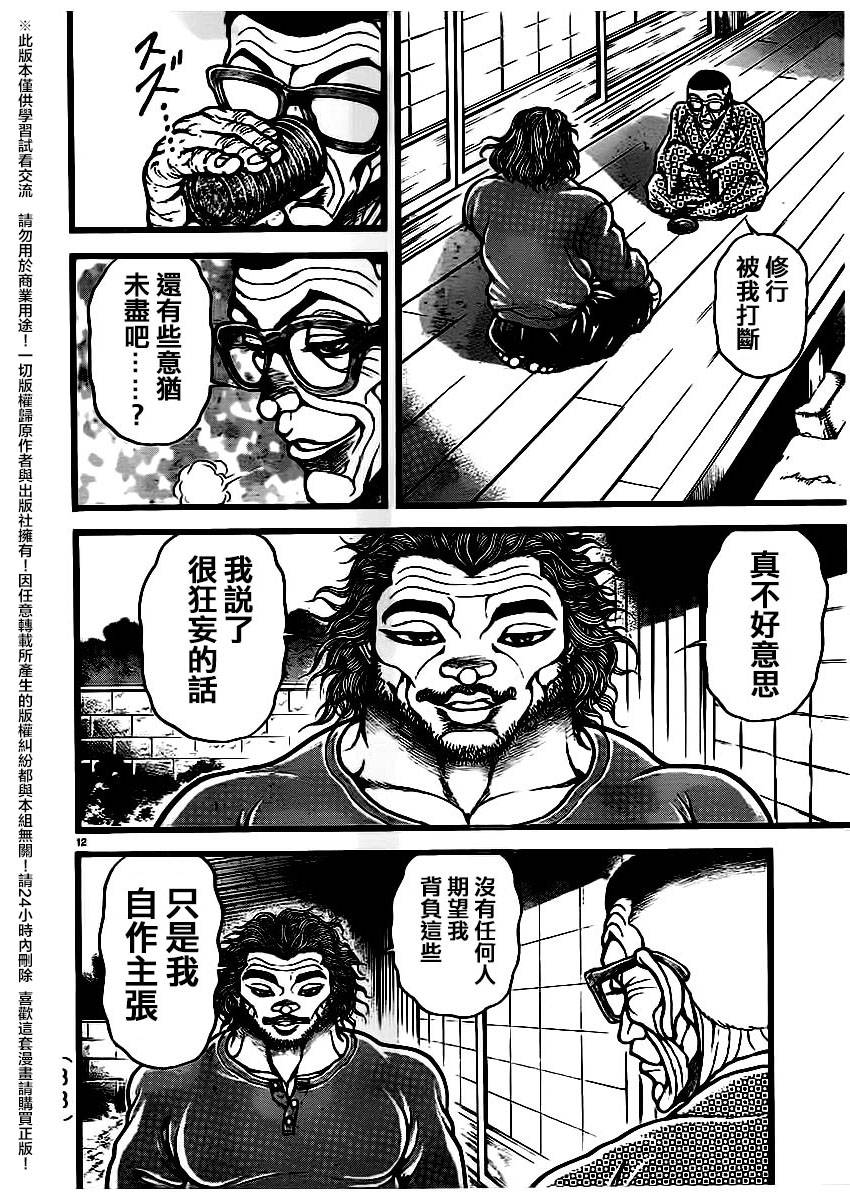 修行
被我打斷
ズズ…
還有些意猶
未盡吧……?
真不好意思
我說了
很狂妄的話
12
沒有任何人
期望我
背負這些
只是我
自作主張
(88)
※此版本僅供學習試看交流 請勿用於商業用途！一切版權歸原作者與出版社擁有！因任意轉載所產生的版權糾紛都與本組無關！請24小時內刪除 喜歡這套漫畫請購買正版！